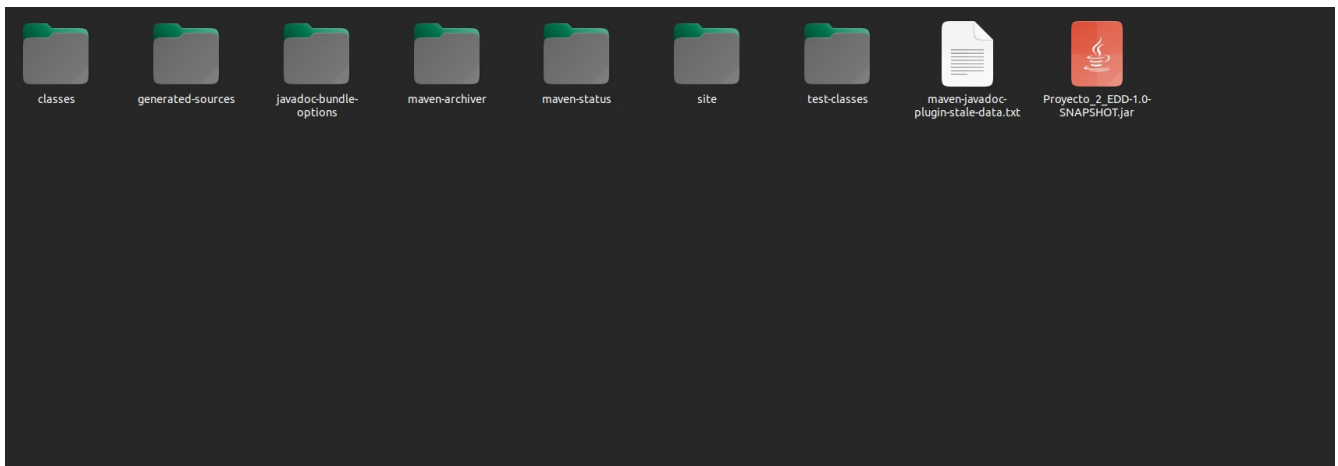 classes
generated-sources
javadoc-bundle-
options
maven-archiver
maven-status
site
test-classes
maven-javadoc-
plugin-stale-data.txt
Proyecto_2_EDD-1.0-
SNAPSHOT.jar